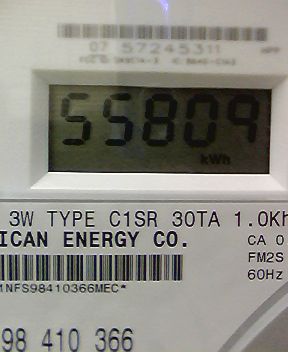 07 57245311
55809
kWh
3W TYPE C1SR 30TA 1.0Kh
ICAN ENERGY CO.
CA 0
FM2S
60Hz
1NFS98410366MEC*
98 410 366